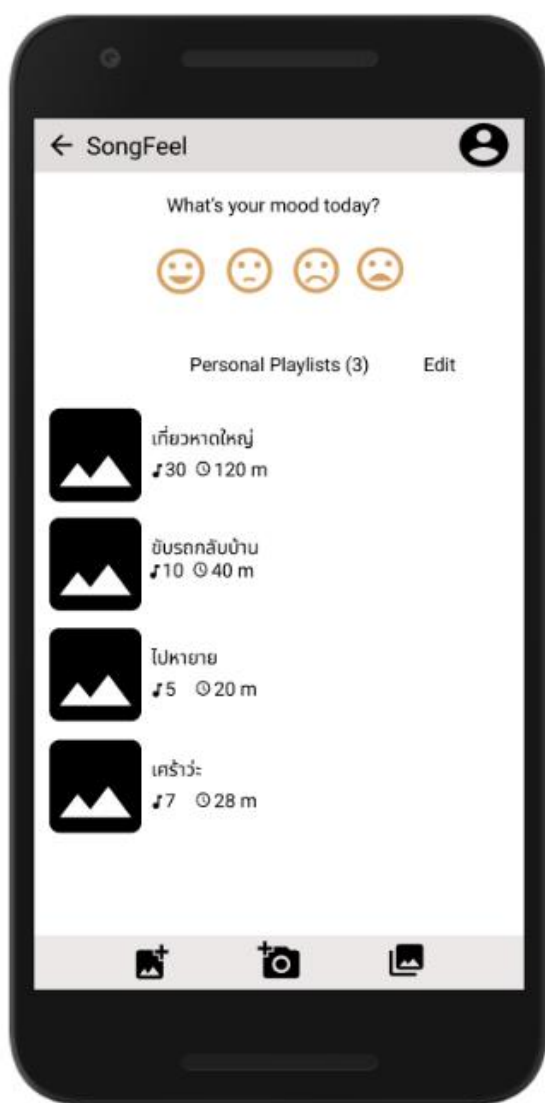 SongFeel
What's your mood today?
Personal Playlists (3) Edit
เที่ยวหาดใหญ่
30 120 m
ขับรถกลับบ้าน
10 40 m
ไปหายาย
5 20 m
เศร้าว่ะ
7 28 m